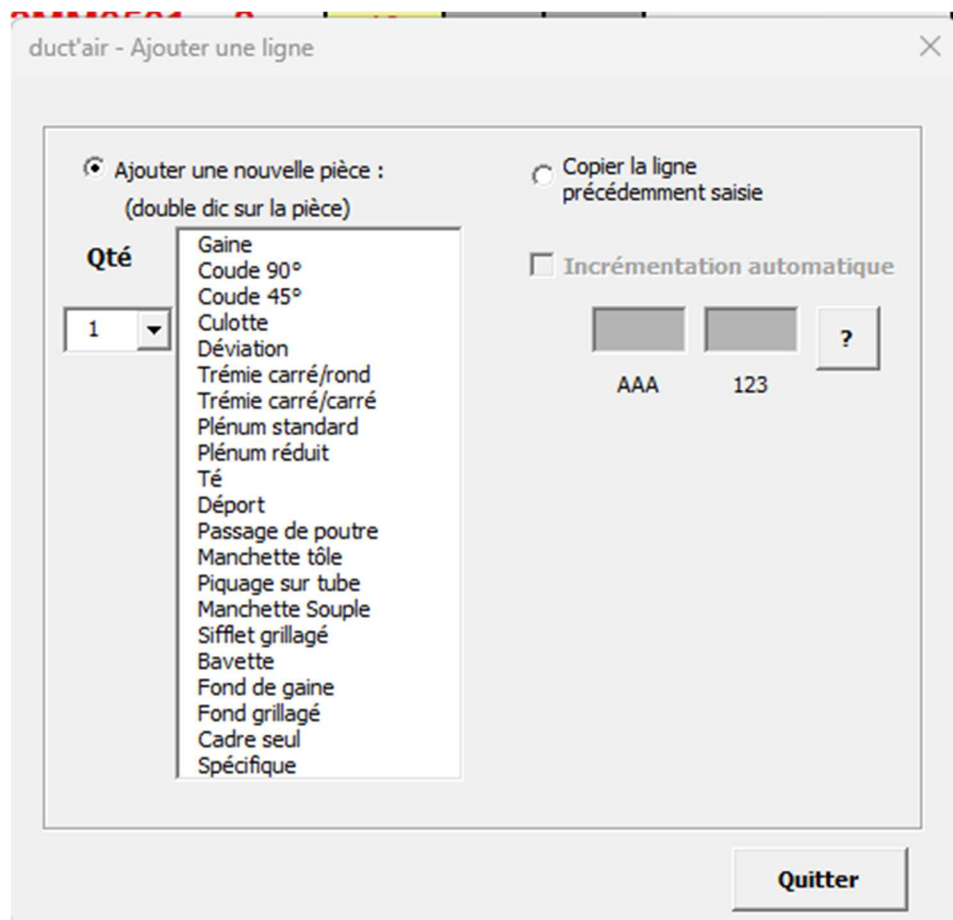 duct'air - Ajouter une ligne
Ajouter une nouvelle pièce :
(double clic sur la pièce)
Qté
1
Gaine
Coude 90°
Coude 45°
Culotte
Déviation
Trémie carré/rond
Trémie carré/carré
Plénum standard
Plénum réduit
Té
Déport
Passage de poutre
Manchette tôle
Piquage sur tube
Manchette Souple
Sifflet grillagé
Bavette
Fond de gaine
Fond grillagé
Cadre seul
Spécifique
Copier la ligne
précédemment saisie
Incrémentation automatique
?
AAA
123
Quitter